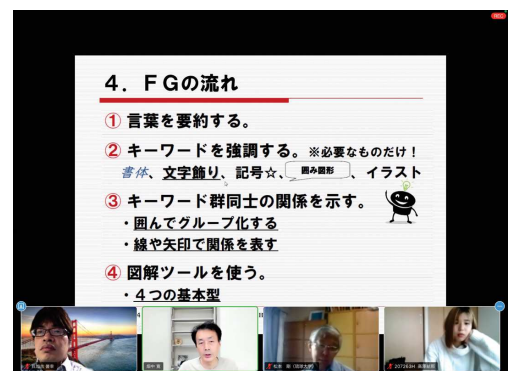 4. FGの流れ
① 言葉を要約する。
② キーワードを強調する。※必要なものだけ！
書体、文字飾り、記号☆、囲み図形、イラスト
③ キーワード群同士の関係を示す。
・囲んでグループ化する
・線や矢印で関係を表す
④ 図解ツールを使う。
・４つの基本型